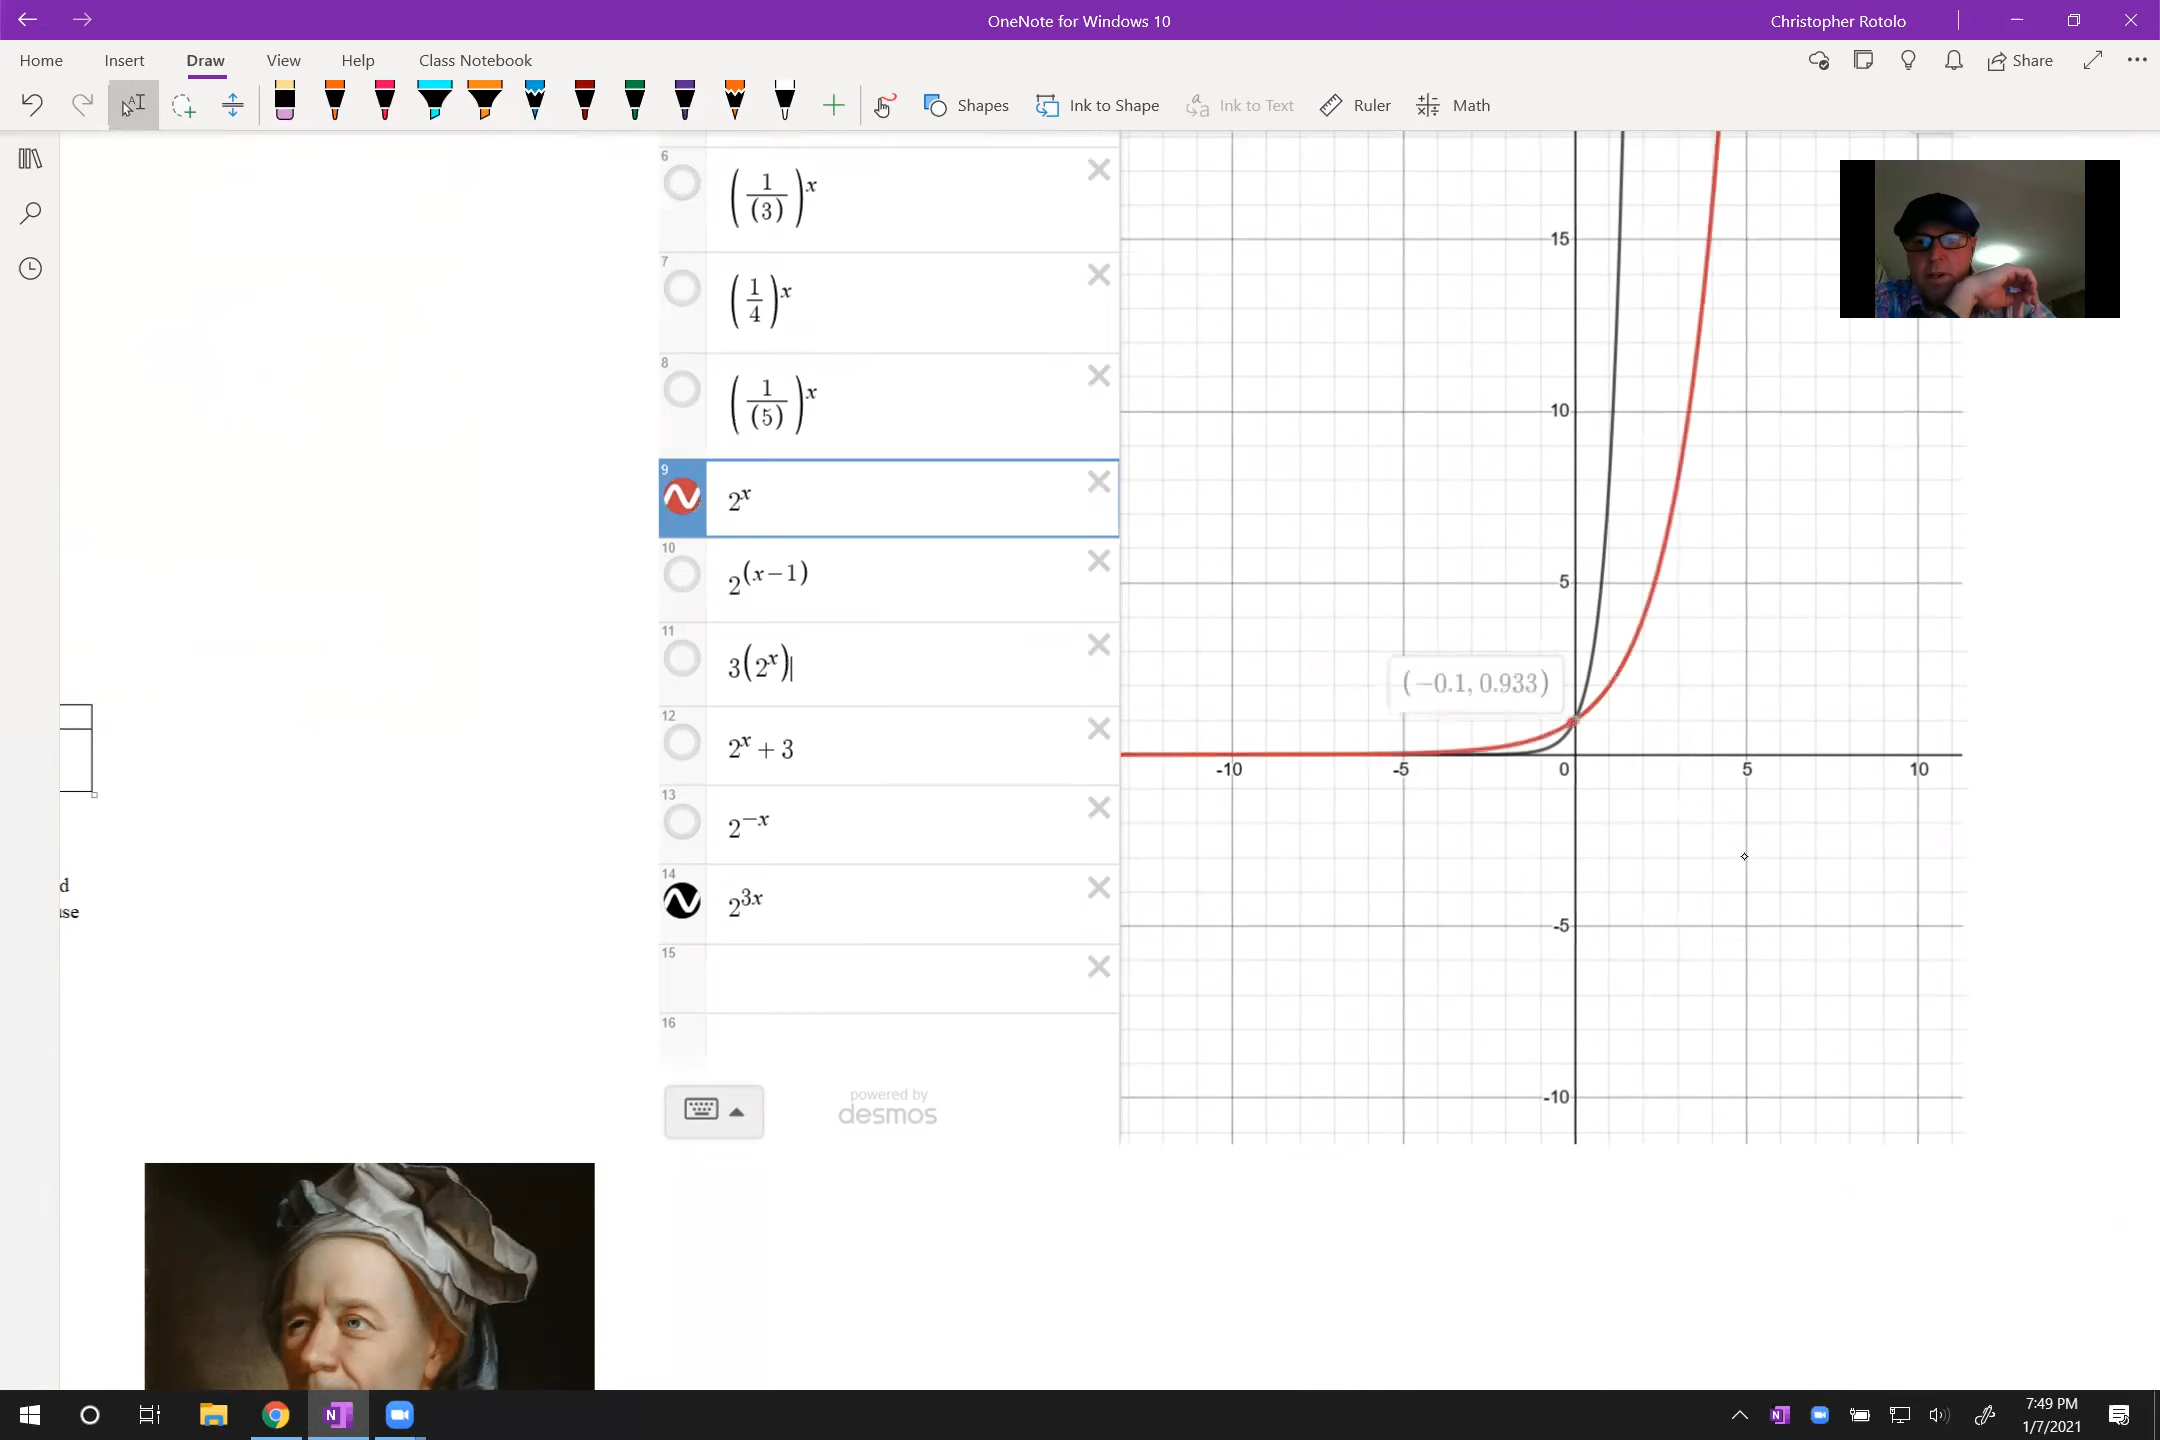 OneNote for Windows 10
Christopher Rotolo
Home Insert Draw View Help Class Notebook
Share
Shapes Ink to Shape Ink to Text Ruler Math
6
(1/(3))^x
7
(1/4)^x
8
(1/(5))^x
9
2^x
10
2^(x−1)
11
3(2^x)
12
2^x + 3
13
2^−x
14
2^3x
15
16
powered by
desmos
15
10
5
(−0.1, 0.933)
-10 -5 0 5 10
-5
-10
d
ise
N
N
7:49 PM
1/7/2021